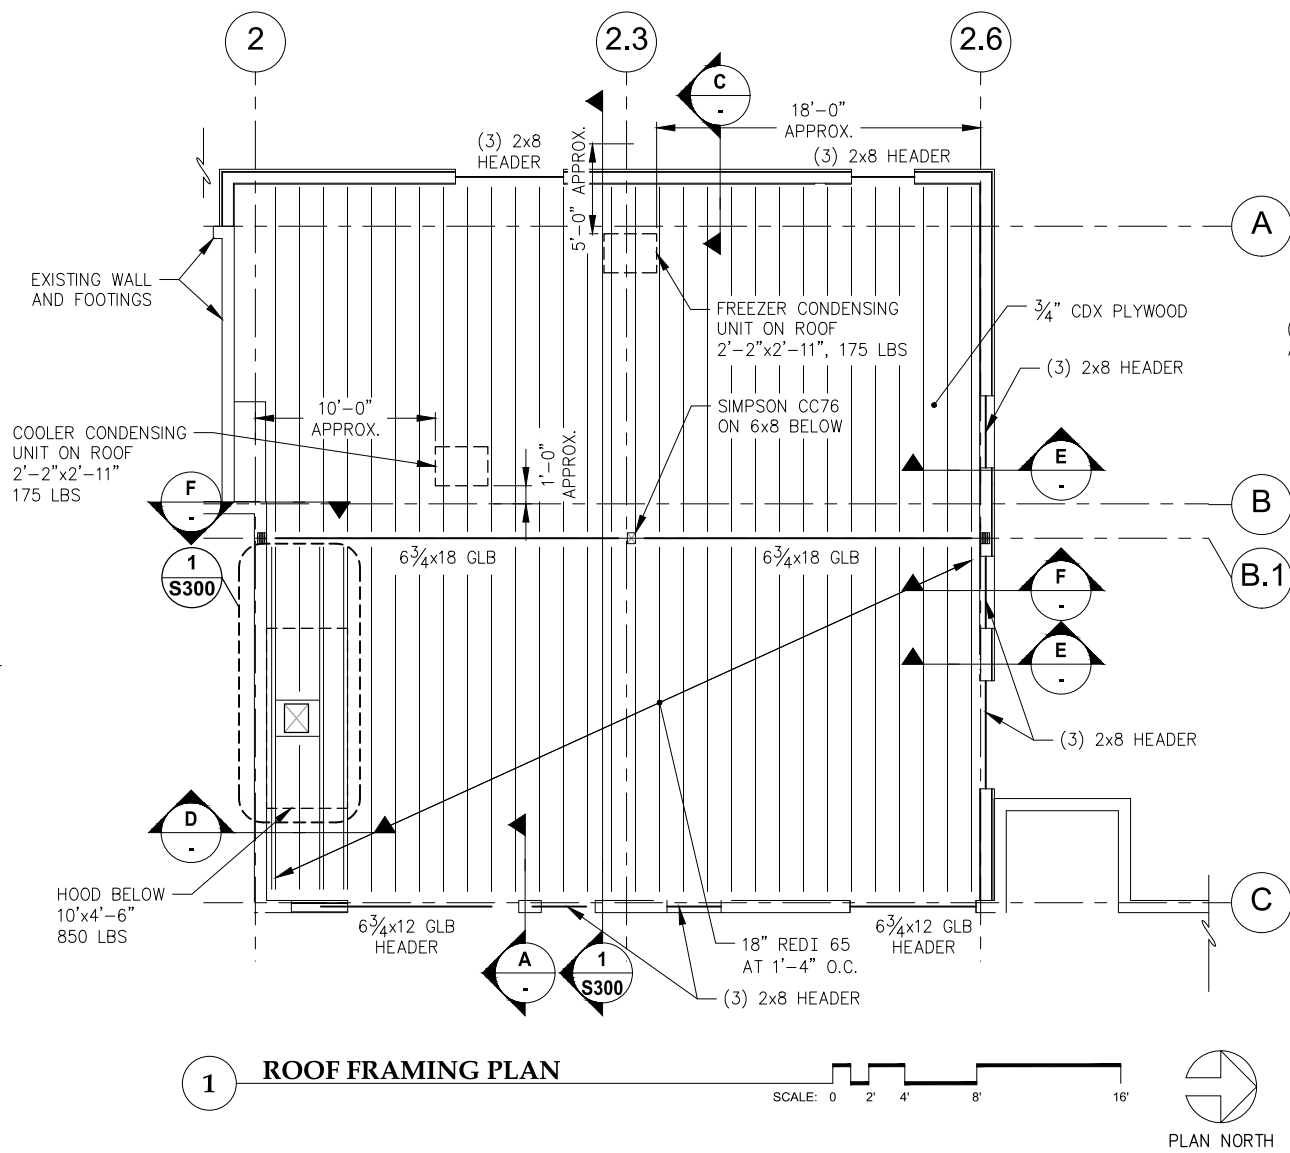 2
2.3
2.6
C
-
18'-0"
APPROX.
(3) 2x8
HEADER
5'-0" APPROX.
(3) 2x8 HEADER
A
EXISTING WALL
AND FOOTINGS
FREEZER CONDENSING
UNIT ON ROOF
2'-2"x2'-11", 175 LBS
3/4" CDX PLYWOOD
(3) 2x8 HEADER
10'-0"
APPROX.
SIMPSON CC76
ON 6x8 BELOW
COOLER CONDENSING
UNIT ON ROOF
2'-2"x2'-11"
175 LBS
1'-0"
APPROX.
E
-
F
-
B
6 3/4x18 GLB
6 3/4x18 GLB
1
S300
F
-
B.1
E
-
(3) 2x8 HEADER
D
-
HOOD BELOW
10'x4'-6"
850 LBS
C
6 3/4x12 GLB
HEADER
6 3/4x12 GLB
HEADER
A
-
1
S300
18" REDI 65
AT 1'-4" O.C.
(3) 2x8 HEADER
1
ROOF FRAMING PLAN
SCALE: 0 2' 4' 8' 16'
PLAN NORTH